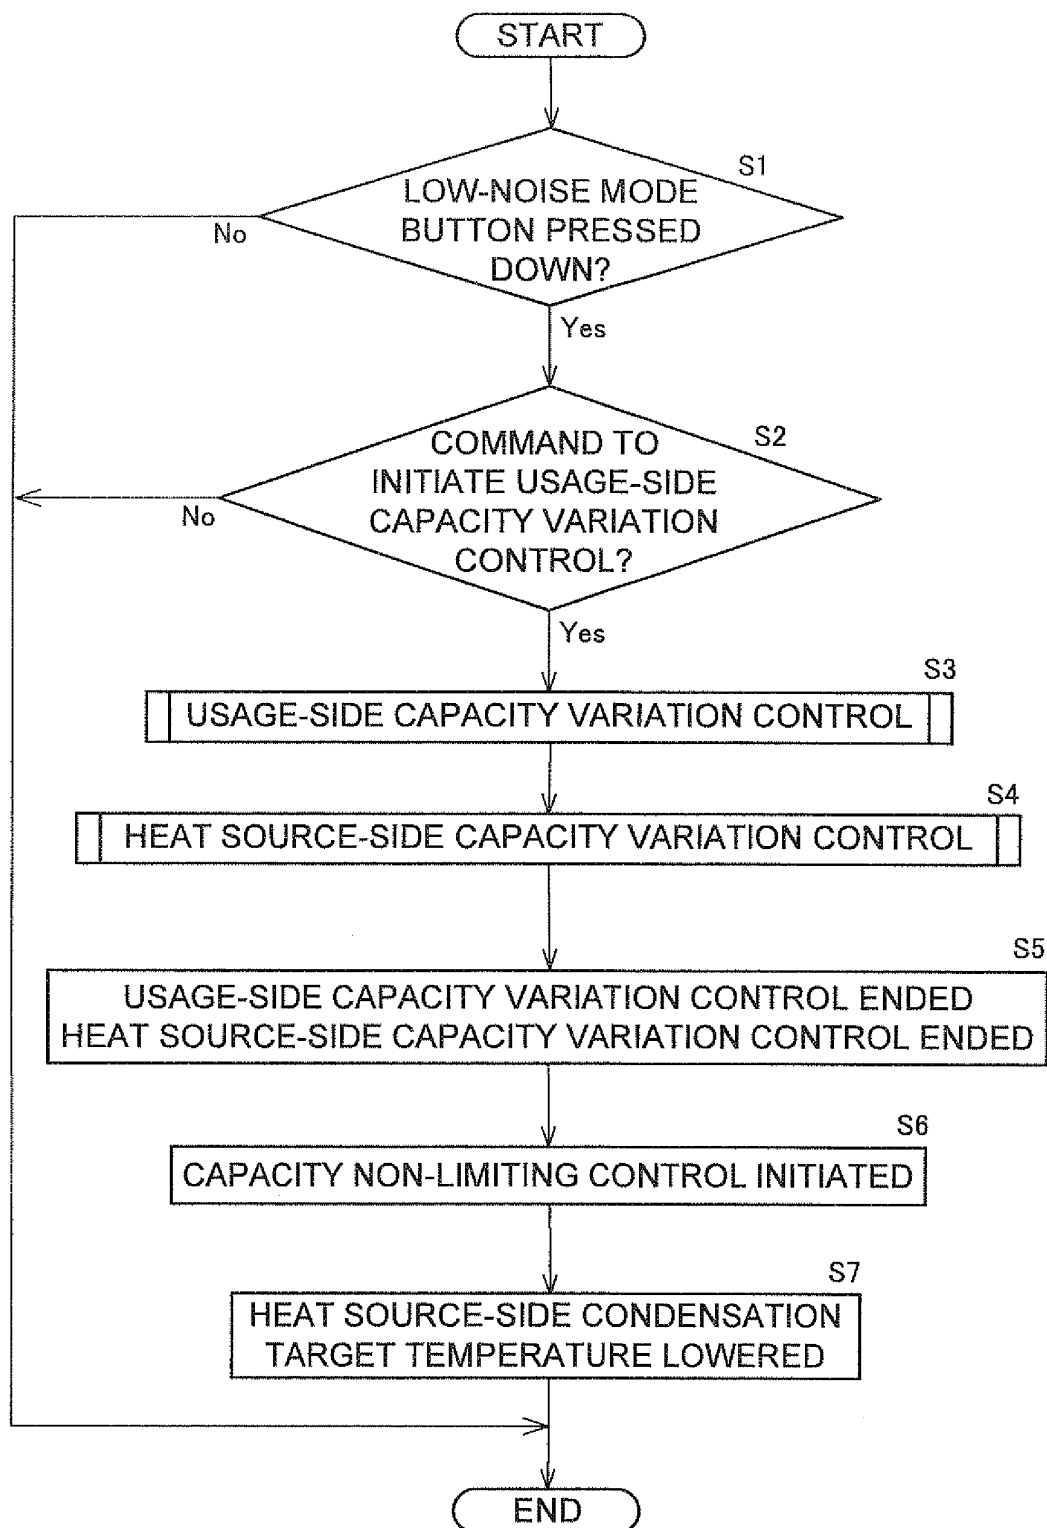 START
S1
LOW-NOISE MODE
BUTTON PRESSED
DOWN?
No
Yes
S2
COMMAND TO
INITIATE USAGE-SIDE
CAPACITY VARIATION
CONTROL?
No
Yes
S3
USAGE-SIDE CAPACITY VARIATION CONTROL
S4
HEAT SOURCE-SIDE CAPACITY VARIATION CONTROL
S5
USAGE-SIDE CAPACITY VARIATION CONTROL ENDED
HEAT SOURCE-SIDE CAPACITY VARIATION CONTROL ENDED
S6
CAPACITY NON-LIMITING CONTROL INITIATED
S7
HEAT SOURCE-SIDE CONDENSATION
TARGET TEMPERATURE LOWERED
END